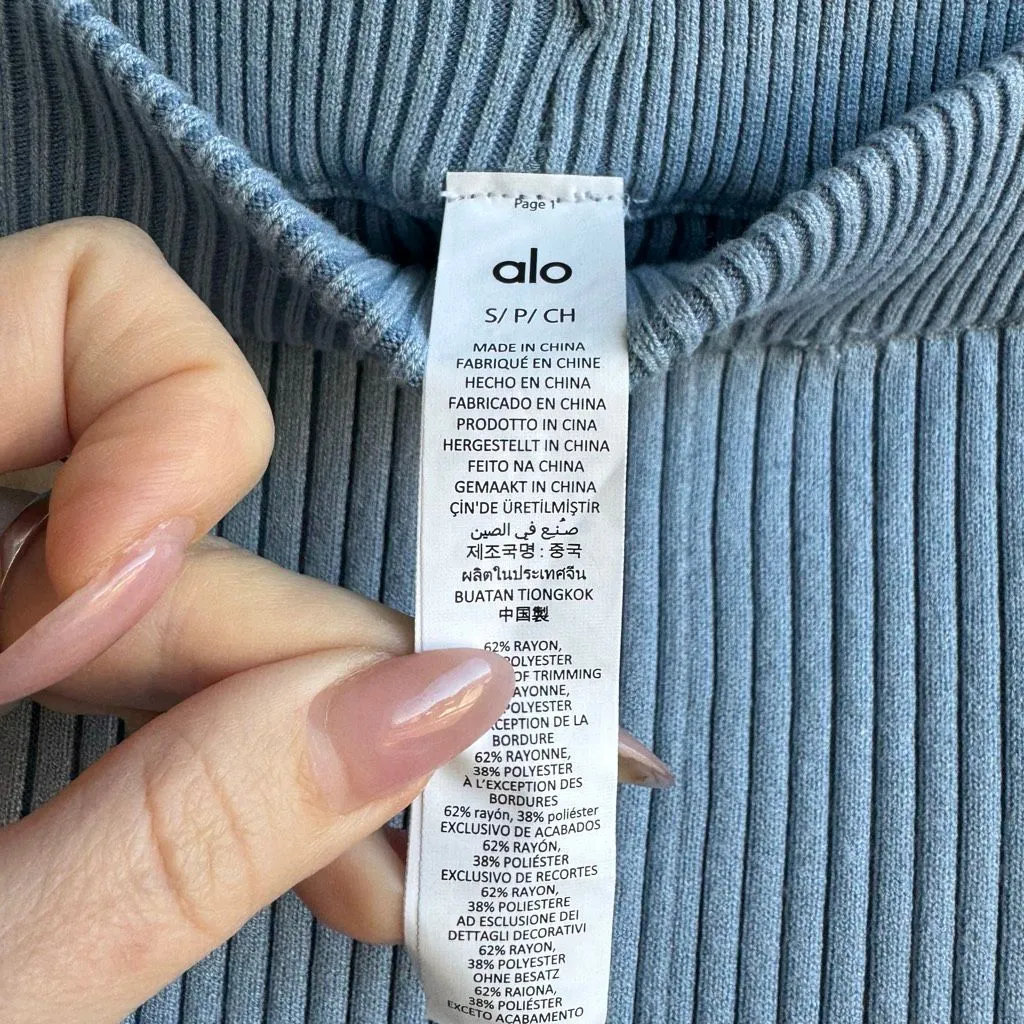 Page 1
alo
S/ P/ CH
MADE IN CHINA
FABRIQUÉ EN CHINE
HECHO EN CHINA
FABRICADO EN CHINA
PRODOTTO IN CINA
HERGESTELLT IN CHINA
FEITO NA CHINA
GEMAAKT IN CHINA
ÇİN'DE ÜRETİLMİŞTİR
صُنِع في الصين
제조국명 : 중국
ผลิตในประเทศจีน
BUATAN TIONGKOK
中国製
62% RAYON,
POLYESTER
OF TRIMMING
POLYESTER
DE LA
BORDURE
62% RAYONNE,
38% POLYESTER
À L'EXCEPTION DES
BORDURES
62% rayón, 38% poliéster
EXCLUSIVO DE ACABADOS
62% RAYÓN,
38% POLIÉSTER
EXCLUSIVO DE RECORTES
62% RAYON,
38% POLIESTERE
AD ESCLUSIONE DEI
DETTAGLI DECORATIVI
62% RAYON,
38% POLYESTER
OHNE BESATZ
62% RAIONA,
38% POLIÉSTER
EXCETO ACABAMENTO